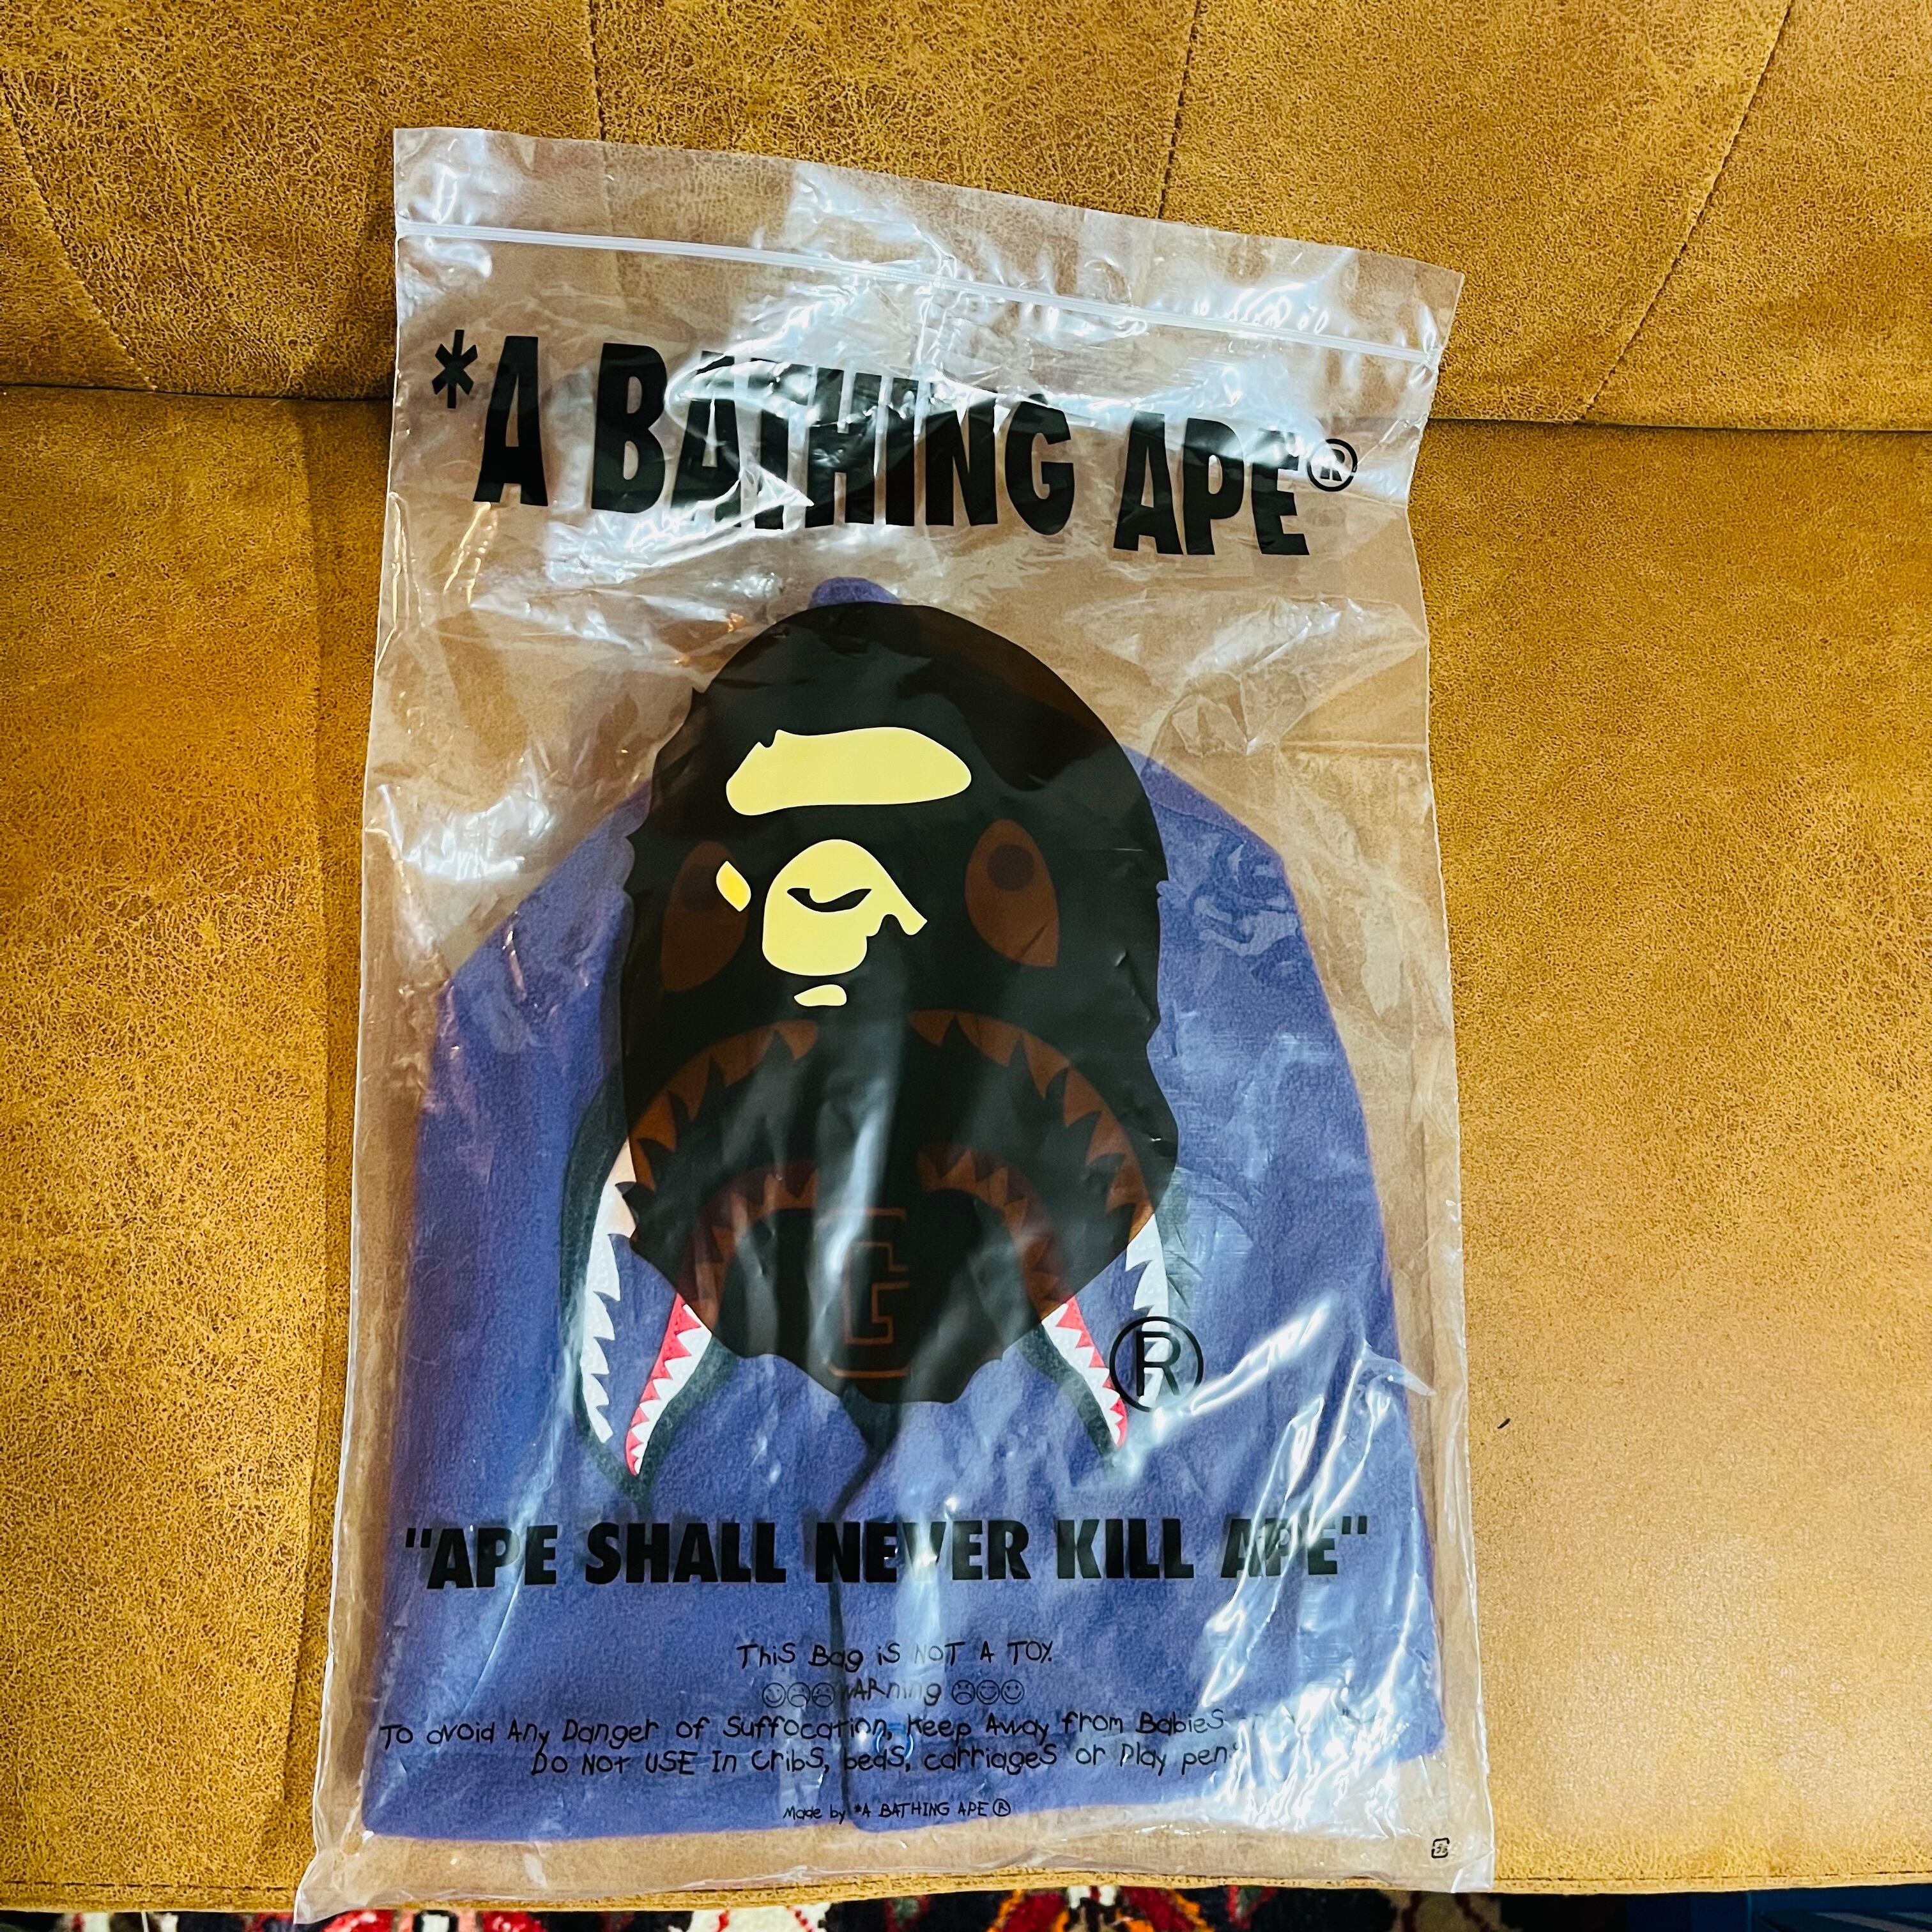 *A BATHING APE®
G
®
"APE SHALL NEVER KILL APE"
This Bag iS NOT A TOY.
WARning
To avoid Any Danger of Suffocation, Keep Away from BabieS
Do NoT USE In CribS, bedS, carriageS or Play pens
Made by *A BATHING APE®